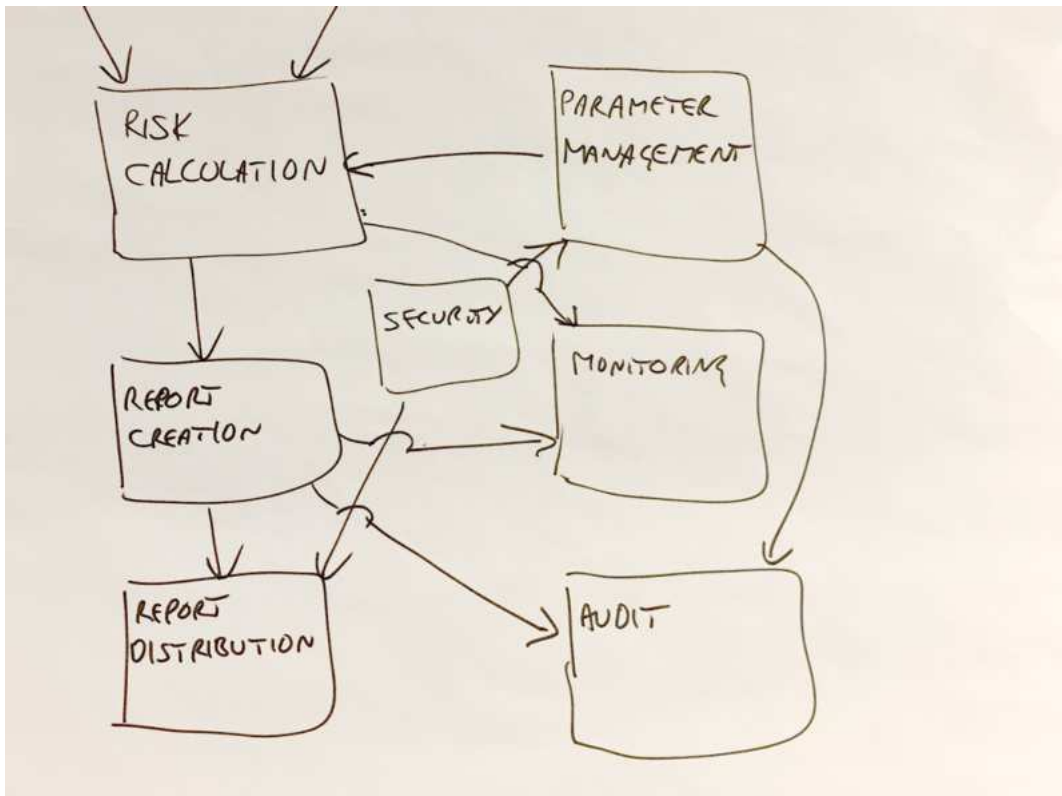 RISK
CALCULATION
PARAMETER
MANAGEMENT
SECURITY
MONITORING
REPORT
CREATION
REPORT
DISTRIBUTION
AUDIT